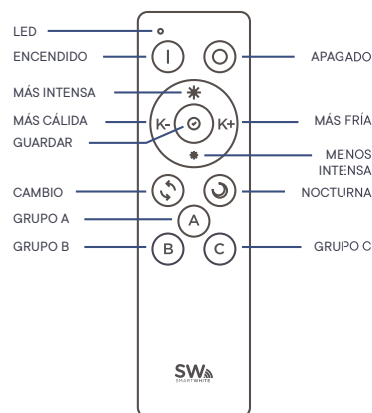 LED
ENCENDIDO
APAGADO
MÁS INTENSA
MÁS CÁLIDA
K-
K+
MÁS FRÍA
GUARDAR
MENOS
INTENSA
CAMBIO
NOCTURNA
GRUPO A
A
GRUPO B
B
C
GRUPO C
SW
SMARTWHITE